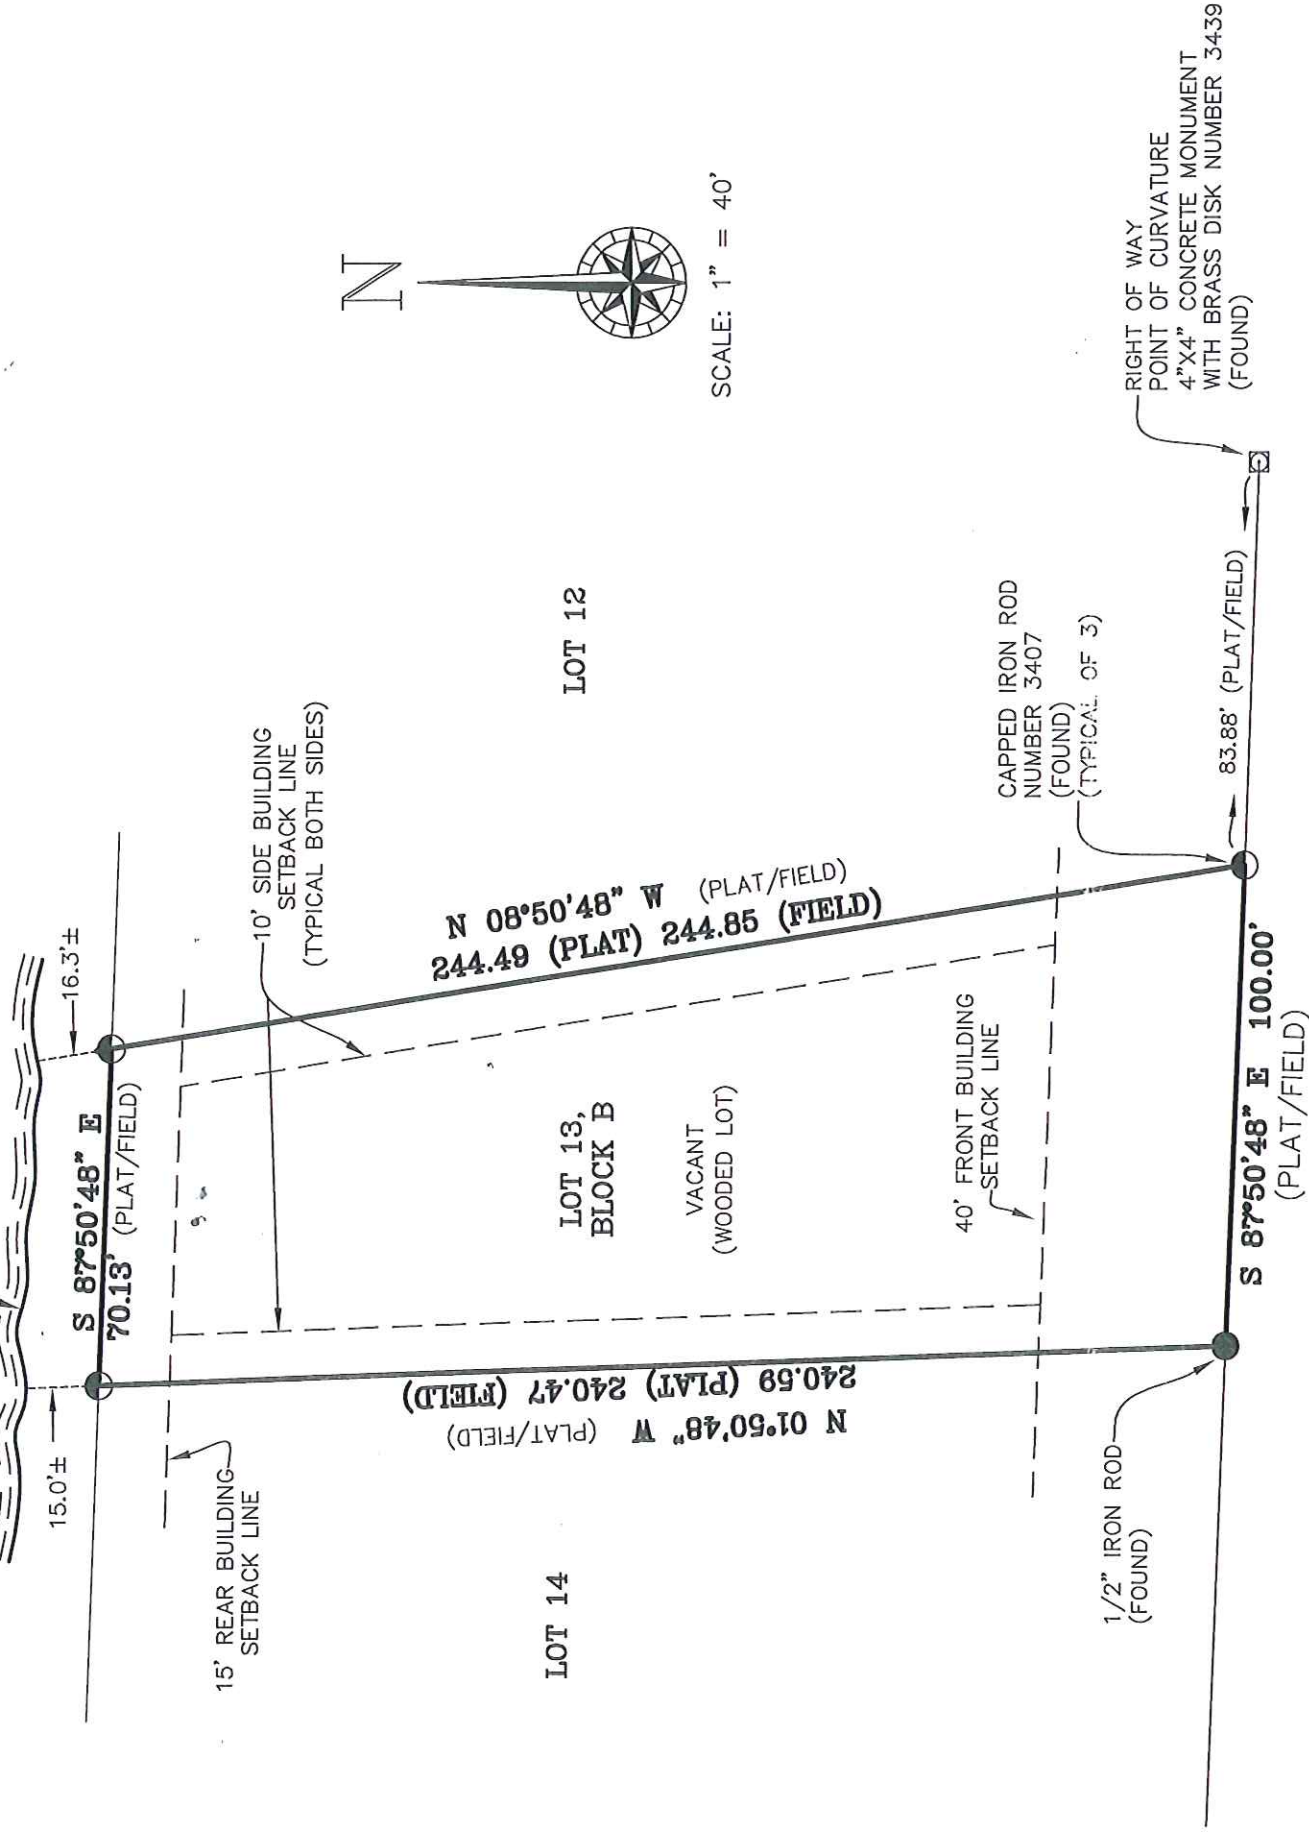 15.0'±
16.3'±
S 87°50'48" E
70.13' (PLAT/FIELD)
N
SCALE: 1" = 40'
15' REAR BUILDING
SETBACK LINE
10' SIDE BUILDING
SETBACK LINE
(TYPICAL BOTH SIDES)
N 08°50'48" W (PLAT/FIELD)
244.49 (PLAT) 244.85 (FIELD)
N 01°50'48" W (PLAT/FIELD)
240.59 (PLAT) 240.47 (FIELD)
LOT 14
LOT 13,
BLOCK B
VACANT
(WOODED LOT)
LOT 12
40' FRONT BUILDING
SETBACK LINE
CAPPED IRON ROD
NUMBER 3407
(FOUND)
(TYPICAL OF 3)
1/2" IRON ROD
(FOUND)
S 87°50'48" E 100.00'
(PLAT/FIELD)
83.88' (PLAT/FIELD)
RIGHT OF WAY
POINT OF CURVATURE
4"X4" CONCRETE MONUMENT
WITH BRASS DISK NUMBER 3439
(FOUND)